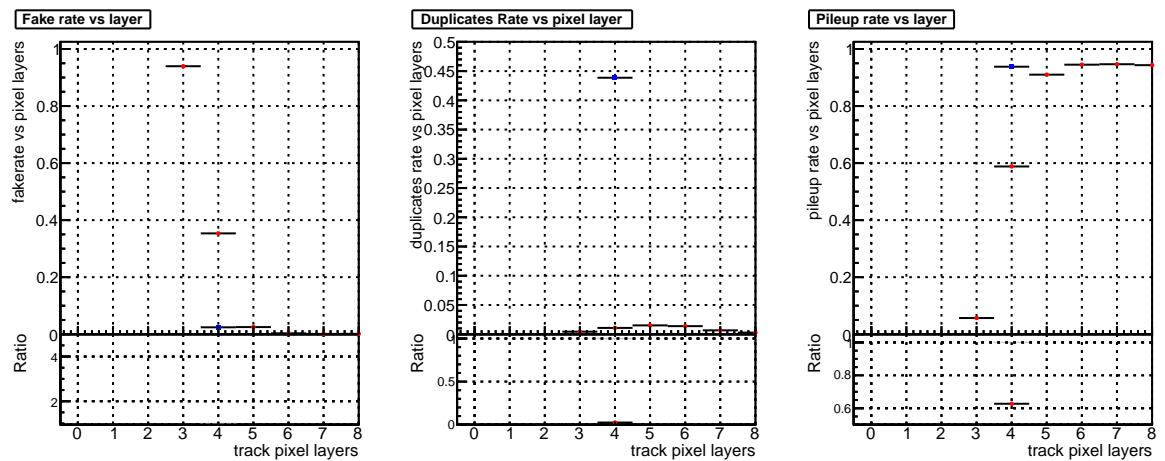 Fake rate vs layer
fakerate vs pixel layers
1
0.8
0.6
0.4
0.2
0
Ratio
4
2
0 1 2 3 4 5 6 7 8
track pixel layers
Duplicates Rate vs pixel layer
duplicates rate vs pixel layers
0.5
0.45
0.4
0.35
0.3
0.25
0.2
0.15
0.1
0.05
0
Ratio
1
0.5
0
0 1 2 3 4 5 6 7 8
track pixel layers
Pileup rate vs layer
pileup rate vs pixel layers
1
0.8
0.6
0.4
0.2
0
Ratio
1
0.8
0.6
0 1 2 3 4 5 6 7 8
track pixel layers